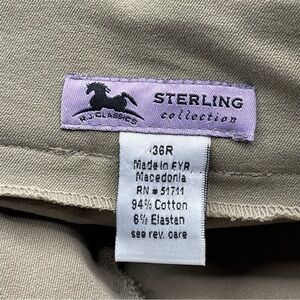 STERLING
collection
R.J. CLASSICS
36R
Made in FYR
Macedonia
RN # 51711
94% Cotton
6% Elastan
see rev. care